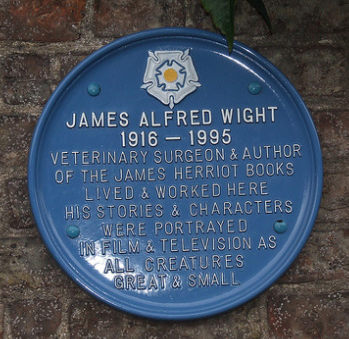 JAMES ALFRED WIGHT
1916 — 1995
VETERINARY SURGEON & AUTHOR
OF THE JAMES HERRIOT BOOKS
LIVED & WORKED HERE
HIS STORIES & CHARACTERS
WERE PORTRAYED
IN FILM & TELEVISION AS
ALL CREATURES
GREAT & SMALL